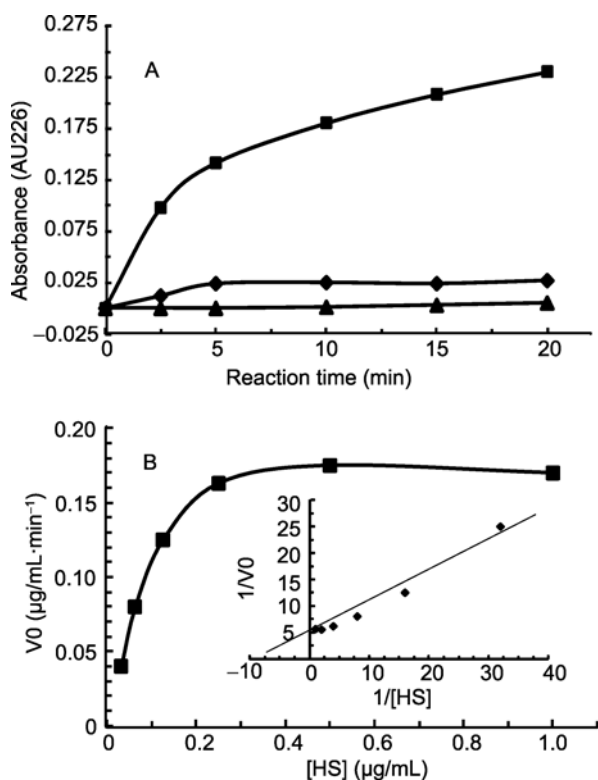 0.275
A
0.225
0.175
0.125
0.075
0.025
−0.025
Absorbance (AU226)
0 5 10 15 20
Reaction time (min)
0.20
B
0.15
0.10
0.05
0
V0 (µg/mL·min⁻¹)
30
25
20
15
10
5
1/V0
−10 0 10 20 30 40
1/[HS]
0 0.2 0.4 0.6 0.8 1.0
[HS] (µg/mL)